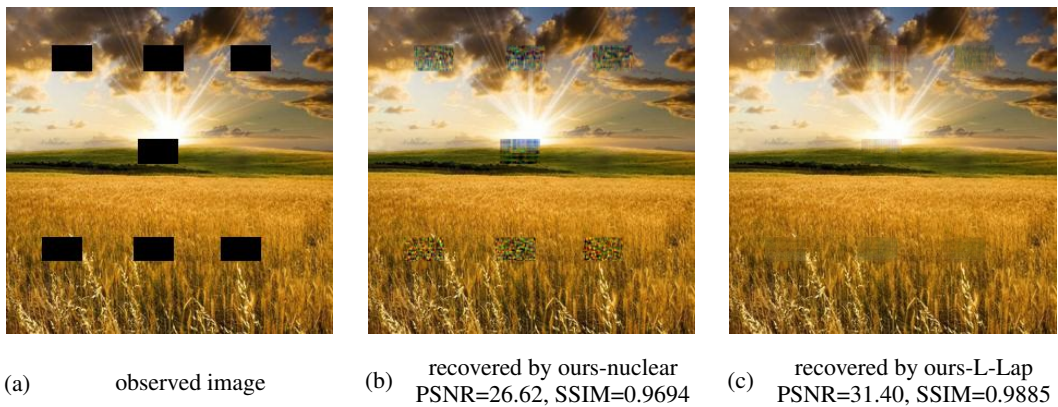 (a) observed image
(b) recovered by ours-nuclear
PSNR=26.62, SSIM=0.9694
(c) recovered by ours-L-Lap
PSNR=31.40, SSIM=0.9885